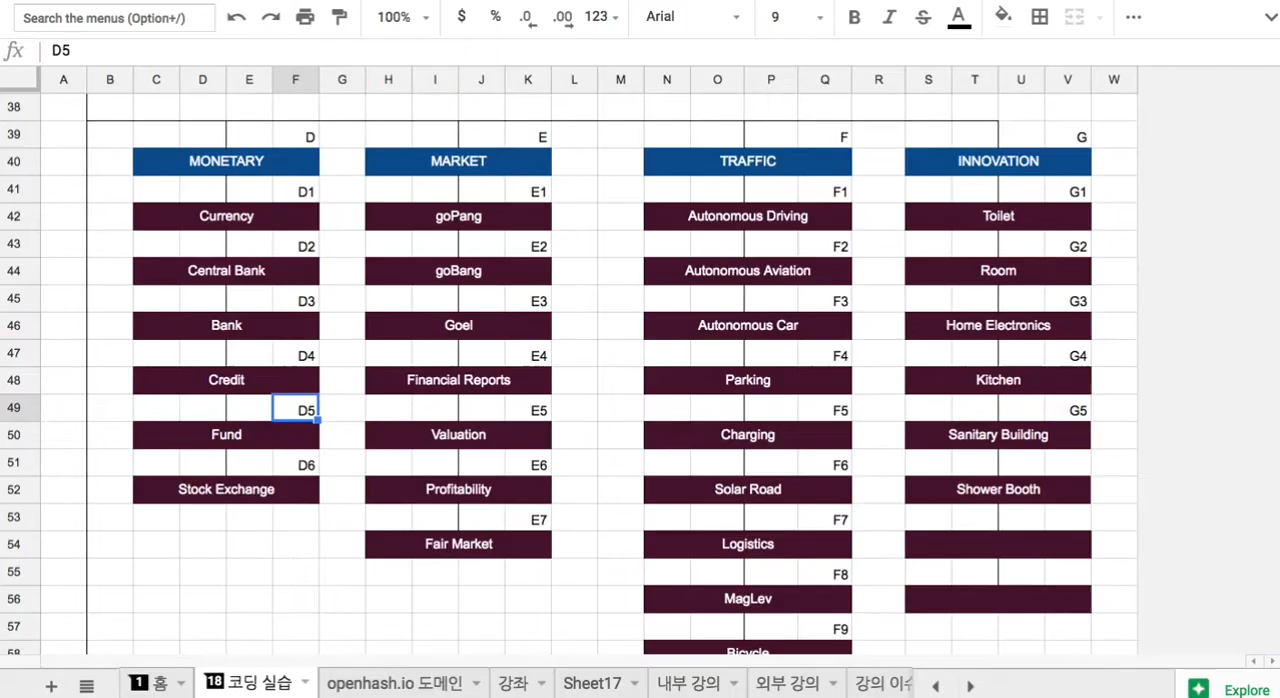 Search the menus (Option+/)
100%
$
%
.0
.00
123
Arial
9
B
I
S
A
fx
D5
A B C D E F G H I J K L M N O P Q R S T U V W
38
39 D E F G
40 MONETARY MARKET TRAFFIC INNOVATION
41 D1 E1 F1 G1
42 Currency goPang Autonomous Driving Toilet
43 D2 E2 F2 G2
44 Central Bank goBang Autonomous Aviation Room
45 D3 E3 F3 G3
46 Bank Goel Autonomous Car Home Electronics
47 D4 E4 F4 G4
48 Credit Financial Reports Parking Kitchen
49 D5 E5 F5 G5
50 Fund Valuation Charging Sanitary Building
51 D6 E6 F6
52 Stock Exchange Profitability Solar Road Shower Booth
53 E7 F7
54 Fair Market Logistics
55 F8
56 MagLev
57 F9
58 Bicycle
1 홈
18 코딩 실습
openhash.io 도메인
강좌
Sheet17
내부 강의
외부 강의
강의 이수
Explore